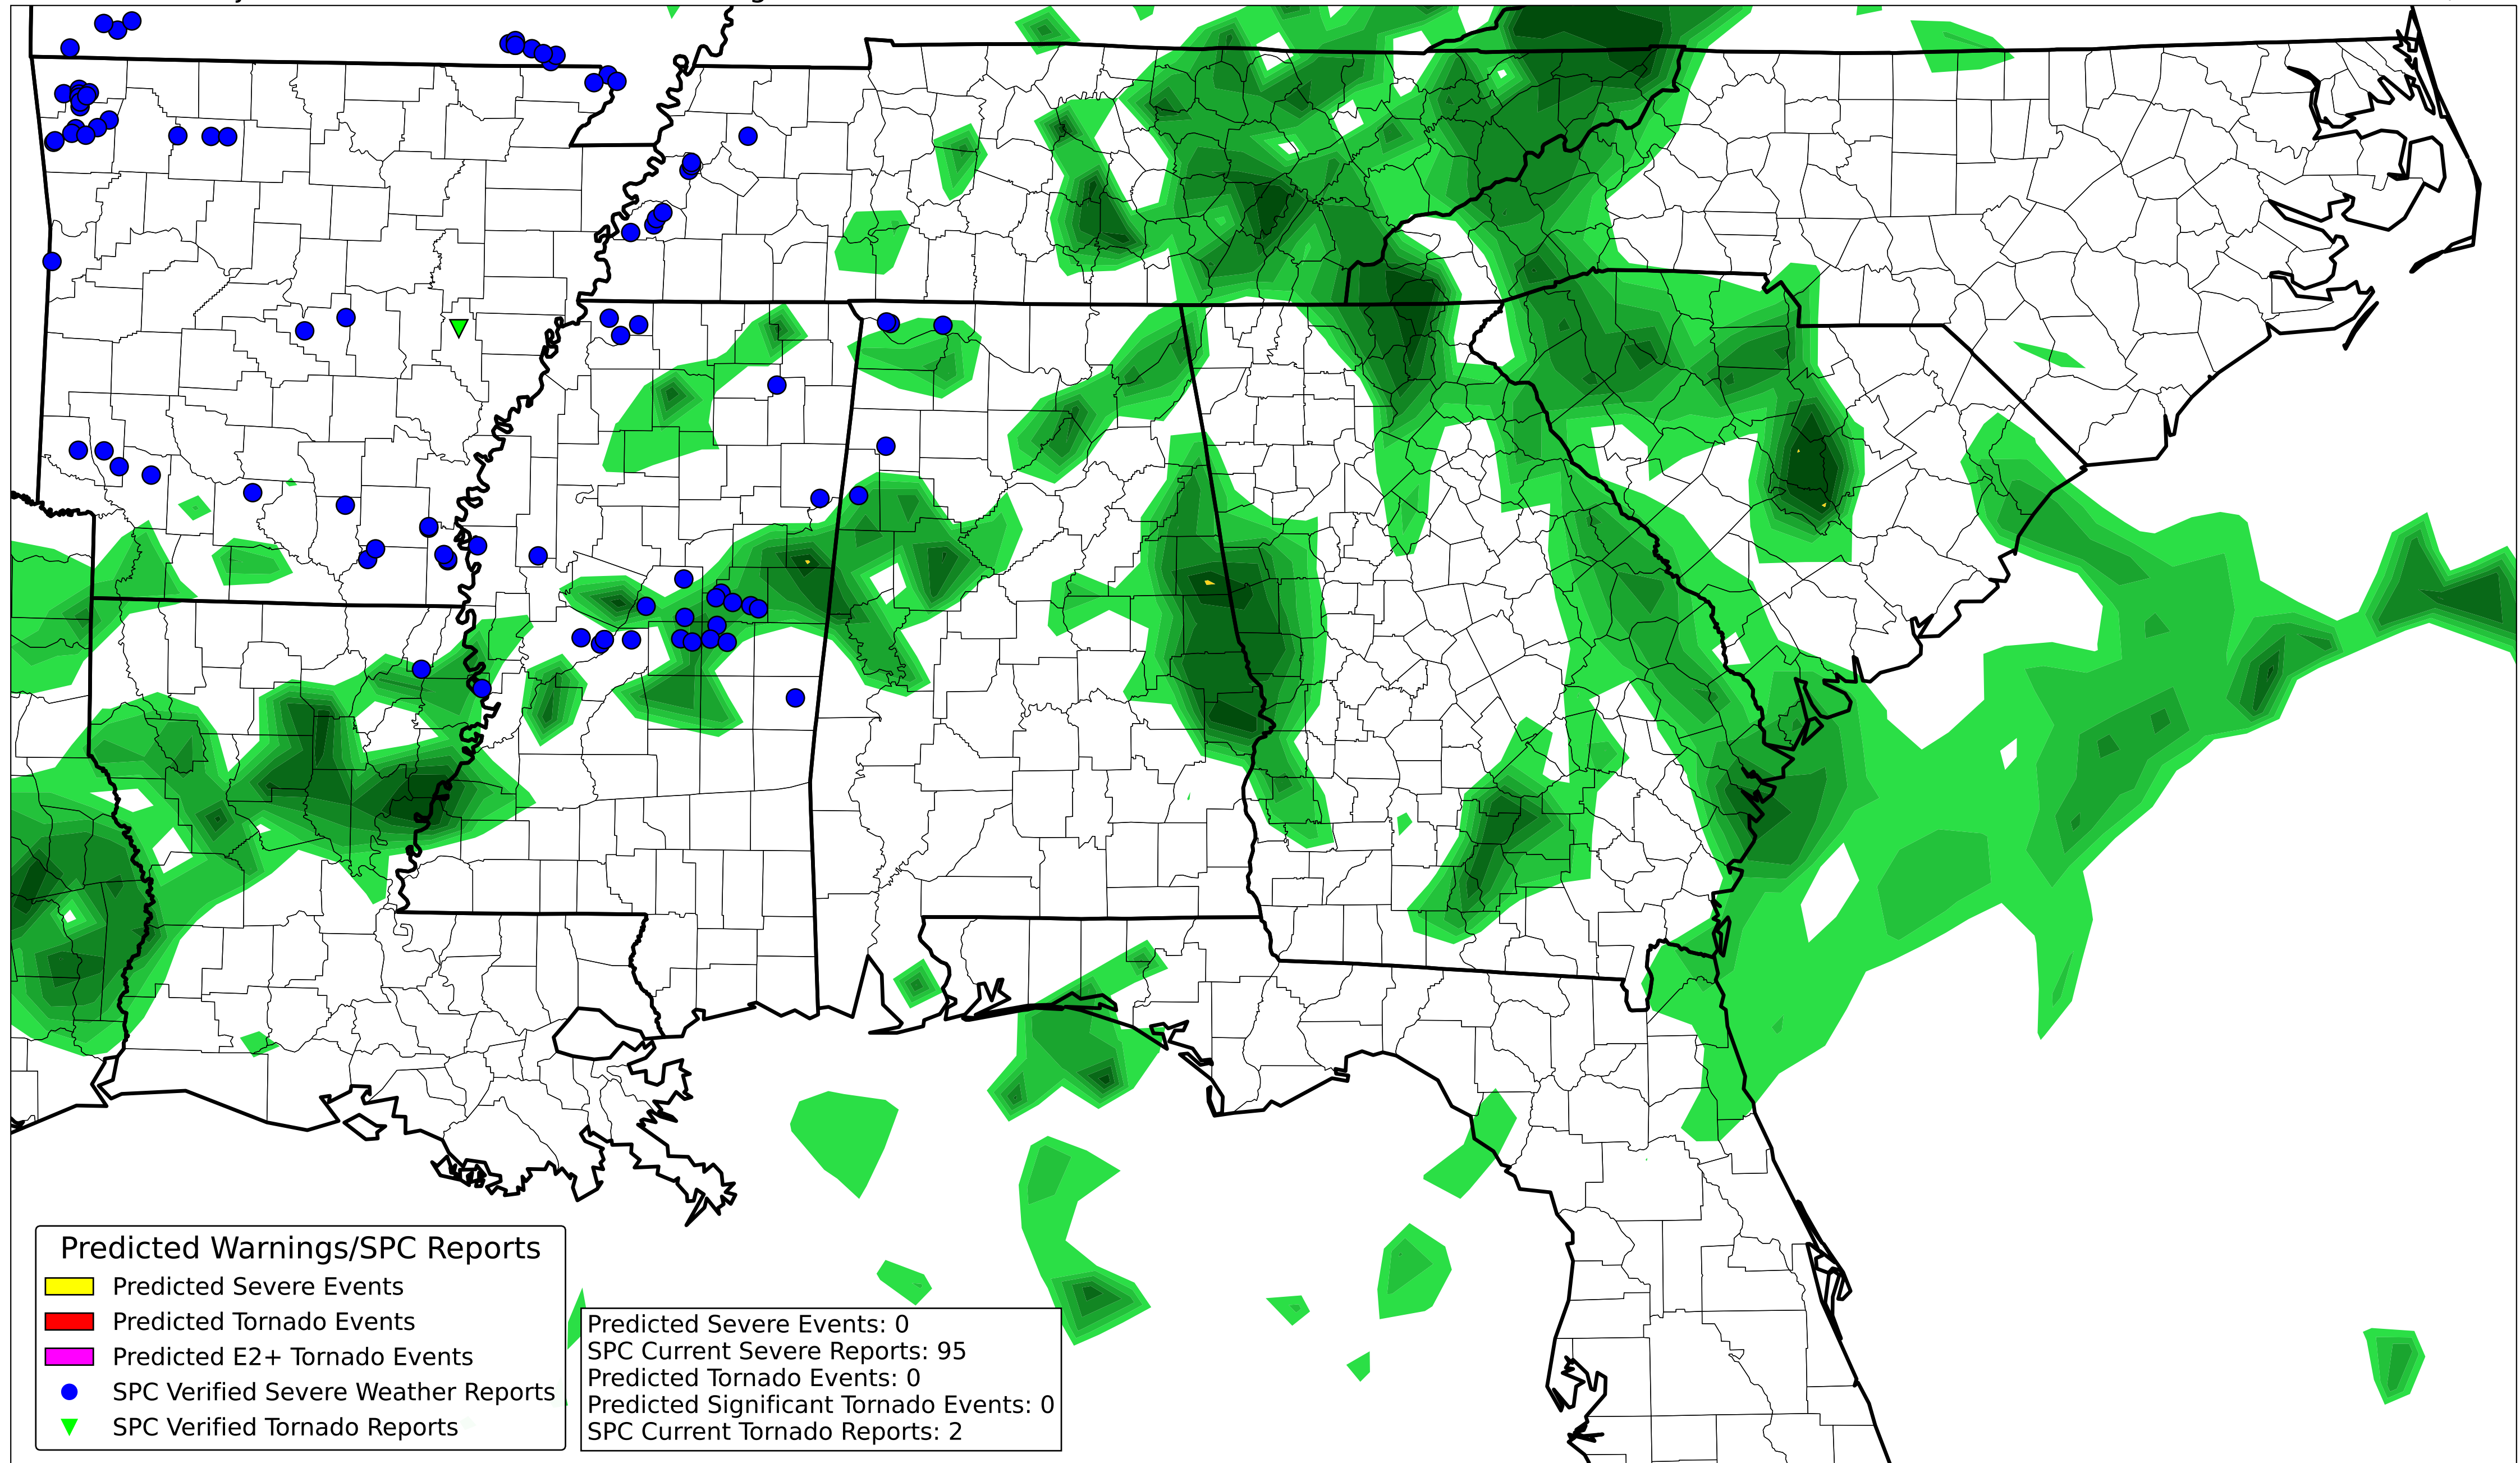 Predicted Warnings/SPC Reports
Predicted Severe Events
Predicted Tornado Events
Predicted E2+ Tornado Events
SPC Verified Severe Weather Reports
SPC Verified Tornado Reports
Predicted Severe Events: 0
SPC Current Severe Reports: 95
Predicted Tornado Events: 0
Predicted Significant Tornado Events: 0
SPC Current Tornado Reports: 2